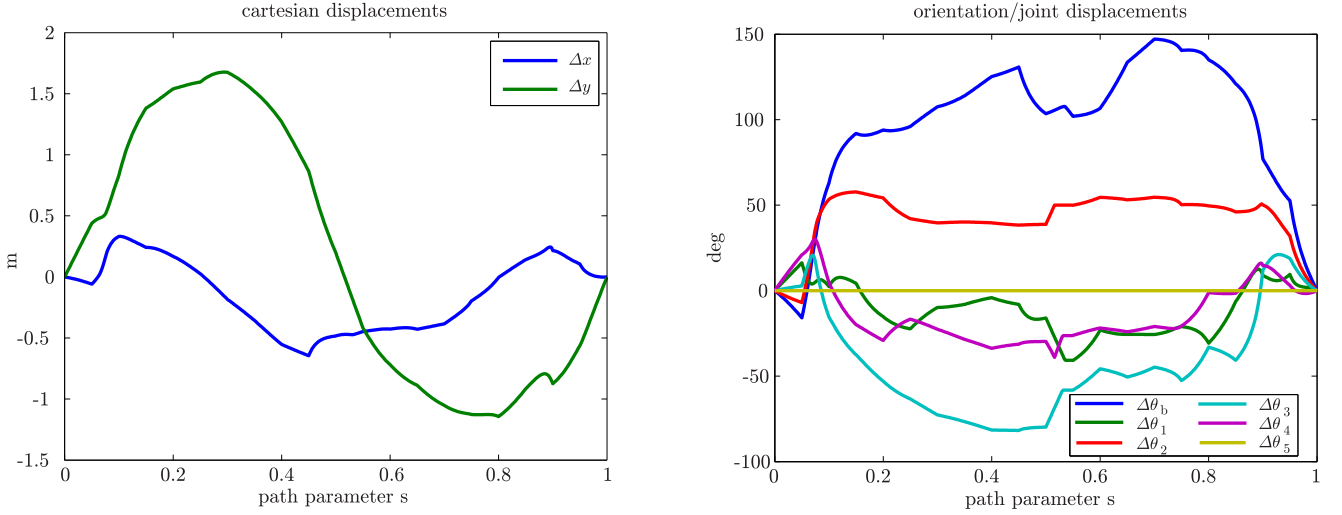 cartesian displacements
2
1.5
1
0.5
0
-0.5
-1
-1.5
m
0
0.2
0.4
0.6
0.8
1
path parameter s
Δx
Δy
orientation/joint displacements
150
100
50
0
-50
-100
deg
0
0.2
0.4
0.6
0.8
1
path parameter s
Δθb
Δθ1
Δθ2
Δθ3
Δθ4
Δθ5